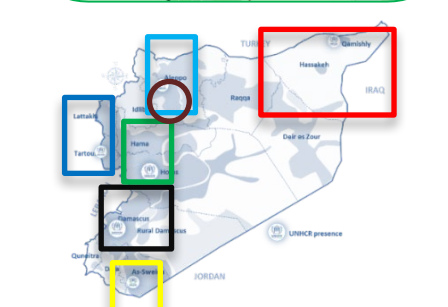 TURKEY
Qamishly
Hassakeh
Aleppo
IRAQ
Idlib
Raqqa
Lattakia
Hama
Dair as Zour
Tartous
Homs
Damascus
Rural Damascus
UNHCR presence
Quneitra
As-Sweida
JORDAN